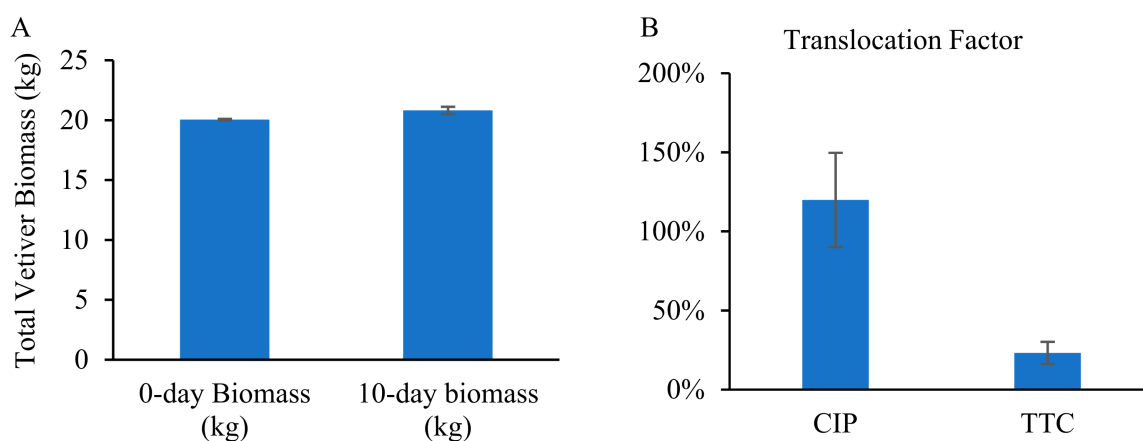 A
Total Vetiver Biomass (kg)
25
20
15
10
5
0
0-day Biomass
(kg)
10-day biomass
(kg)
B
Translocation Factor
200%
150%
100%
50%
0%
CIP
TTC